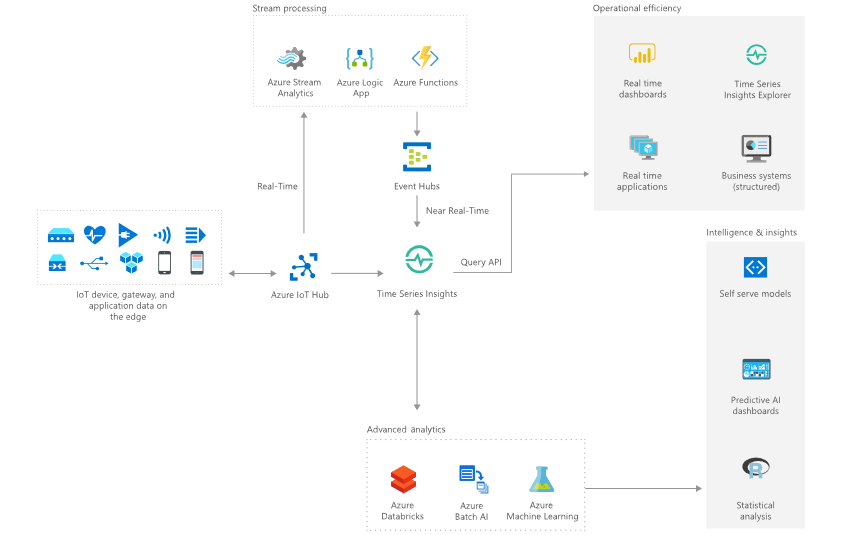 Stream processing
Azure Stream
Analytics
Azure Logic
App
Azure Functions
Operational efficiency
Real time
dashboards
Time Series
Insights Explorer
Real time
applications
Business systems
(structured)
Real-Time
Event Hubs
Near Real-Time
Query API
IoT device, gateway, and
application data on
the edge
Azure IoT Hub
Time Series Insights
Intelligence & insights
Self serve models
Predictive AI
dashboards
R
Statistical
analysis
Advanced analytics
Azure
Databricks
Azure
Batch AI
Azure
Machine Learning